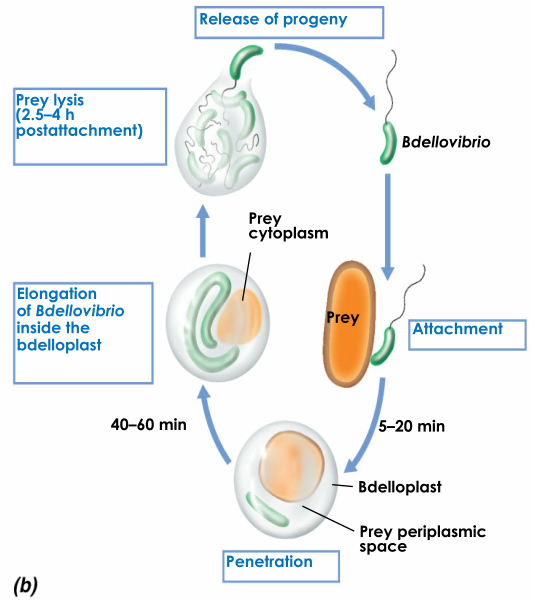 Release of progeny
Prey lysis
(2.5–4 h
postattachment)
Bdellovibrio
Prey
cytoplasm
Elongation
of Bdellovibrio
inside the
bdelloplast
Prey
Attachment
40–60 min
5–20 min
Bdelloplast
Prey periplasmic
space
Penetration
(b)